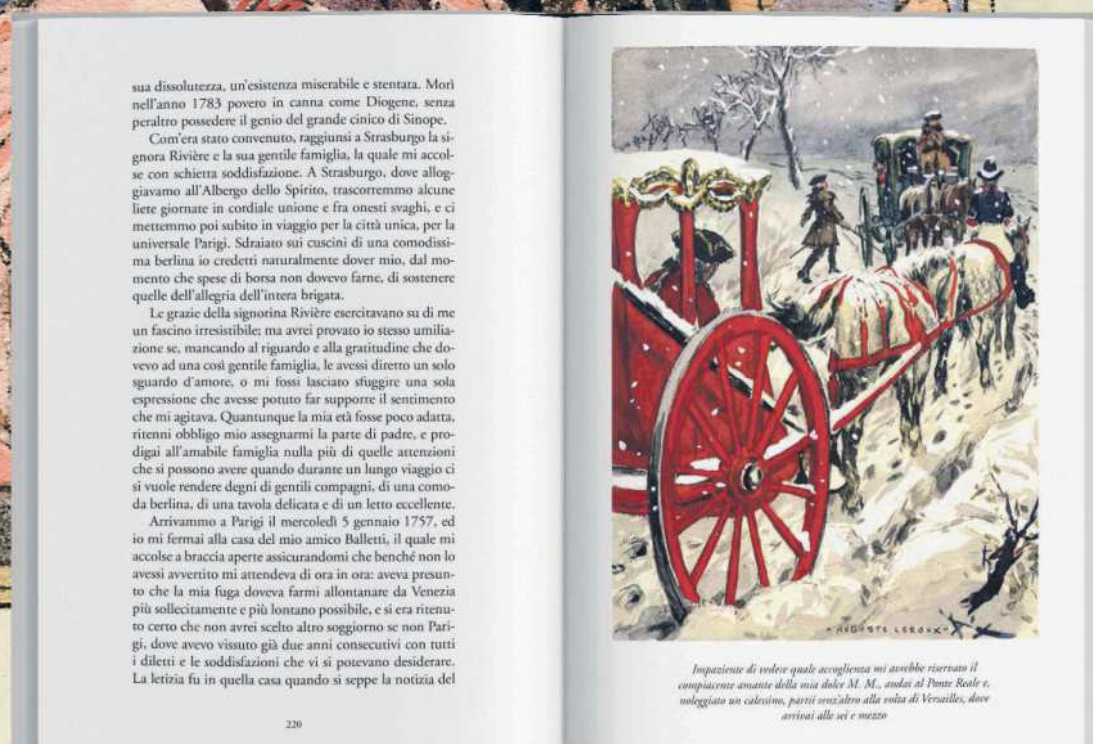 sua dissolutezza, un'esistenza miserabile e stentata. Morì
nell'anno 1783 povero in canna come Diogene, senza
peraltro possedere il genio del grande cinico di Sinope.
Com'era stato convenuto, raggiunsi a Strasburgo la si-
gnora Rivière e la sua gentile famiglia, la quale mi accol-
se con schietta soddisfazione. A Strasburgo, dove allog-
giavamo all'Albergo dello Spirito, trascorremmo alcune
liete giornate in cordiale unione e fra onesti svaghi, e ci
mettemmo poi subito in viaggio per la città unica, per la
universale Parigi. Sdraiato sui cuscini di una comodissi-
ma berlina io credetti naturalmente dover mio, dal mo-
mento che spese di borsa non dovevo farne, di sostenere
quelle dell'allegria dell'intera brigata.
Le grazie della signorina Rivière esercitavano su di me
un fascino irresistibile; ma avrei provato io stesso umilia-
zione se, mancando al riguardo e alla gratitudine che do-
vevo ad una così gentile famiglia, le avessi diretto un solo
sguardo d'amore, o mi fossi lasciato sfuggire una sola
espressione che avesse potuto far supporre il sentimento
che mi agitava. Quantunque la mia età fosse poco adatta,
ritenni obbligo mio assegnarmi la parte di padre, e pro-
digai all'amabile famiglia nulla più di quelle attenzioni
che si possono avere quando durante un lungo viaggio ci
si vuole rendere degni di gentili compagni, di una como-
da berlina, di una tavola delicata e di un letto eccellente.
Arrivammo a Parigi il mercoledì 5 gennaio 1757, ed
io mi fermai alla casa del mio amico Balletti, il quale mi
accolse a braccia aperte assicurandomi che benché non lo
avessi avvertito mi attendeva di ora in ora: aveva presun-
to che la mia fuga doveva farmi allontanare da Venezia
più sollecitamente e più lontano possibile, e si era ritenu-
to certo che non avrei scelto altro soggiorno se non Pari-
gi, dove avevo vissuto già due anni consecutivi con tutti
i diletti e le soddisfazioni che vi si potevano desiderare.
La letizia fu in quella casa quando si seppe la notizia del
220
AUGUSTE LEROUX
Impaziente di vedere quale accoglienza mi avrebbe riservato il
compiacente amante della mia dolce M. M., andai al Ponte Reale e,
noleggiato un calessino, partii senz'altro alla volta di Versailles, dove
arrivai alle sei e mezzo